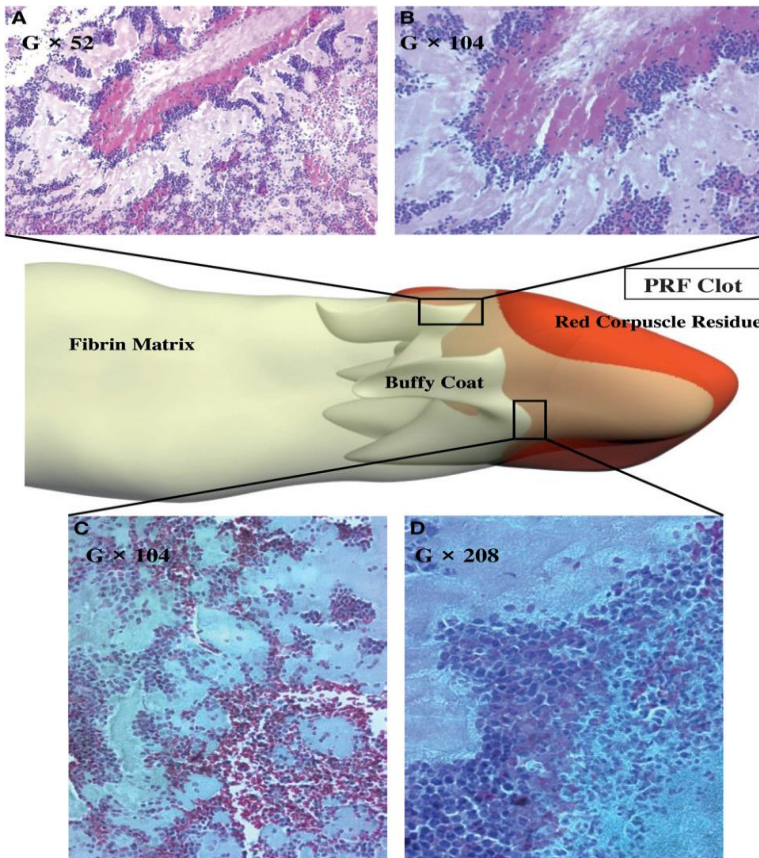 A
G × 52
B
G × 104
PRF Clot
Red Corpuscle Residue
Fibrin Matrix
Buffy Coat
C
G × 104
D
G × 208